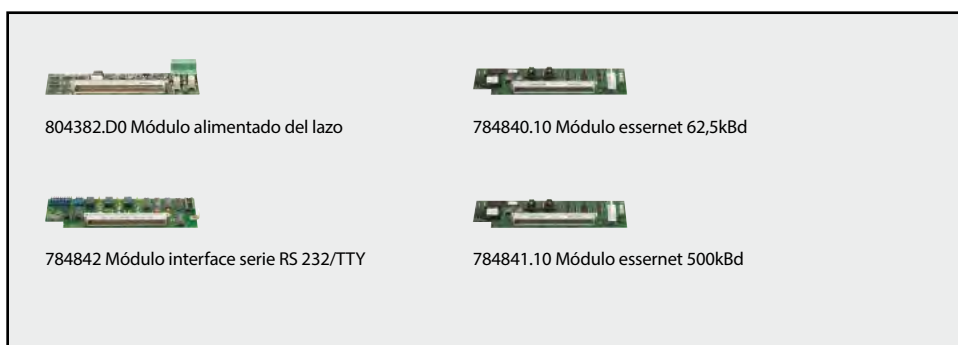 804382.D0 Módulo alimentado del lazo
784840.10 Módulo essernet 62,5kBd
784842 Módulo interface serie RS 232/TTY
784841.10 Módulo essernet 500kBd